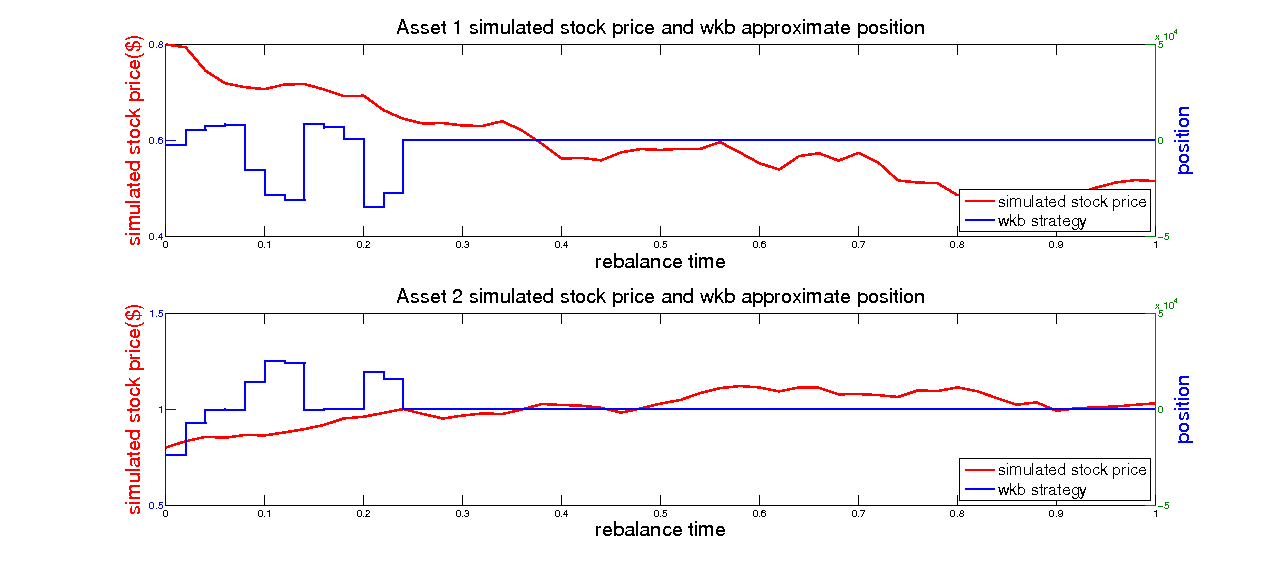 Asset 1 simulated stock price and wkb approximate position
x 10^4
0.8
0.6
0.4
simulated stock price($)
5
0
-5
position
simulated stock price
wkb strategy
0 0.1 0.2 0.3 0.4 0.5 0.6 0.7 0.8 0.9 1
rebalance time
Asset 2 simulated stock price and wkb approximate position
x 10^4
1.5
1
0.5
simulated stock price($)
5
0
-5
position
simulated stock price
wkb strategy
0 0.1 0.2 0.3 0.4 0.5 0.6 0.7 0.8 0.9 1
rebalance time